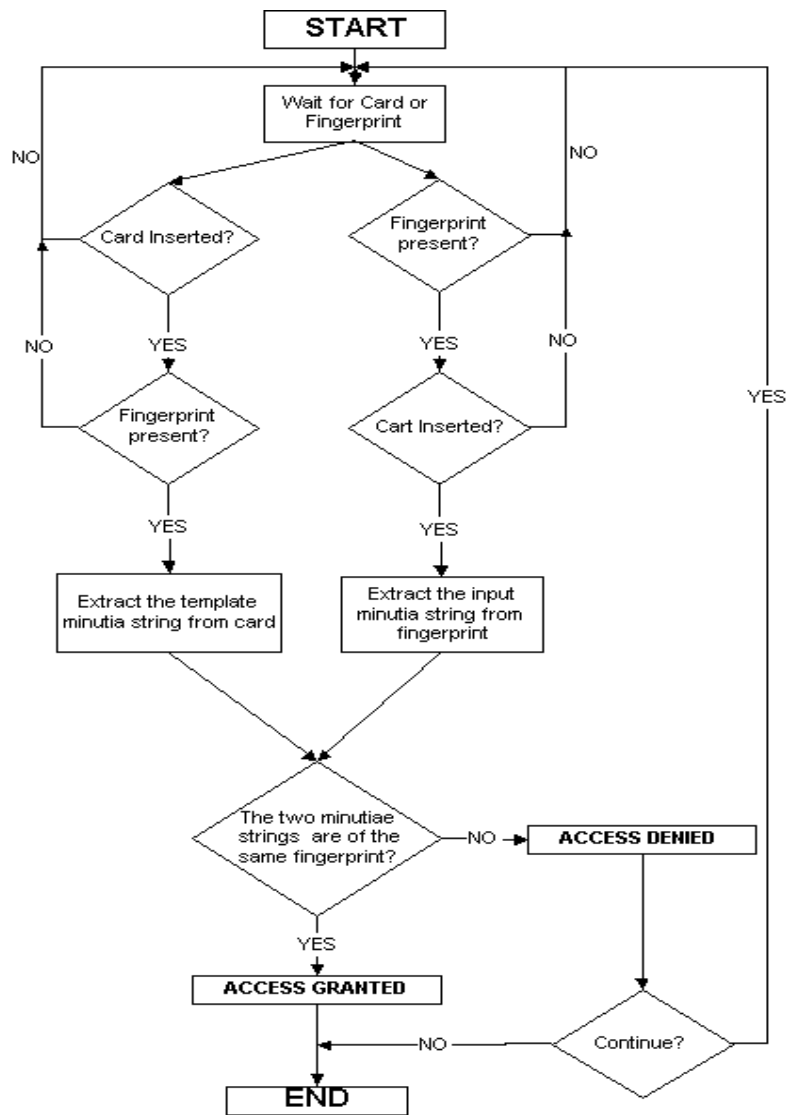 START
Wait for Card or
Fingerprint
NO
NO
Card Inserted?
Fingerprint
present?
NO
YES
YES
NO
YES
Fingerprint
present?
Cart Inserted?
YES
YES
Extract the template
minutia string from card
Extract the input
minutia string from
fingerprint
The two minutiae
strings are of the
same fingerprint?
NO
ACCESS DENIED
YES
ACCESS GRANTED
NO
Continue?
END